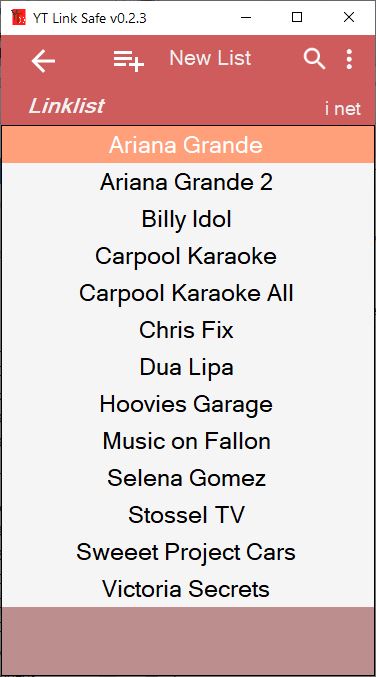 YT Link Safe v0.2.3
New List
Linklist
i net
Ariana Grande
Ariana Grande 2
Billy Idol
Carpool Karaoke
Carpool Karaoke All
Chris Fix
Dua Lipa
Hoovies Garage
Music on Fallon
Selena Gomez
Stossel TV
Sweeet Project Cars
Victoria Secrets